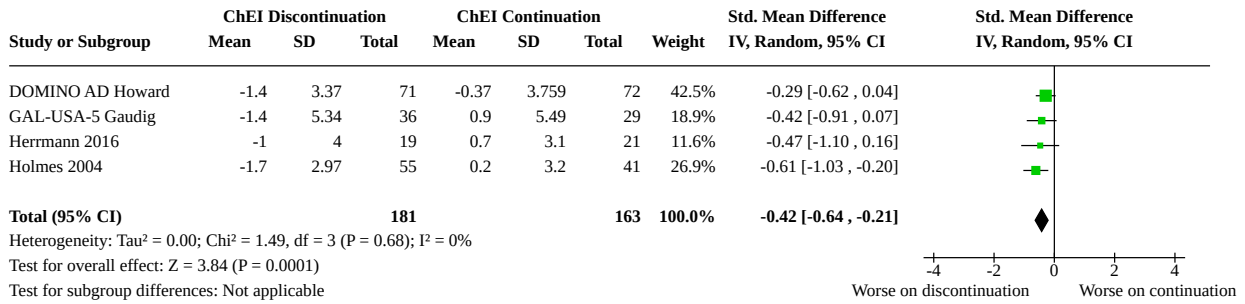 ChEI Discontinuation ChEI Continuation Std. Mean Difference Std. Mean Difference
Study or Subgroup Mean SD Total Mean SD Total Weight IV, Random, 95% CI IV, Random, 95% CI
DOMINO AD Howard -1.4 3.37 71 -0.37 3.759 72 42.5% -0.29 [-0.62 , 0.04]
GAL-USA-5 Gaudig -1.4 5.34 36 0.9 5.49 29 18.9% -0.42 [-0.91 , 0.07]
Herrmann 2016 -1 4 19 0.7 3.1 21 11.6% -0.47 [-1.10 , 0.16]
Holmes 2004 -1.7 2.97 55 0.2 3.2 41 26.9% -0.61 [-1.03 , -0.20]
Total (95% CI) 181 163 100.0% -0.42 [-0.64 , -0.21]
Heterogeneity: Tau² = 0.00; Chi² = 1.49, df = 3 (P = 0.68); I² = 0%
Test for overall effect: Z = 3.84 (P = 0.0001)
-4 -2 0 2 4
Test for subgroup differences: Not applicable Worse on discontinuation Worse on continuation